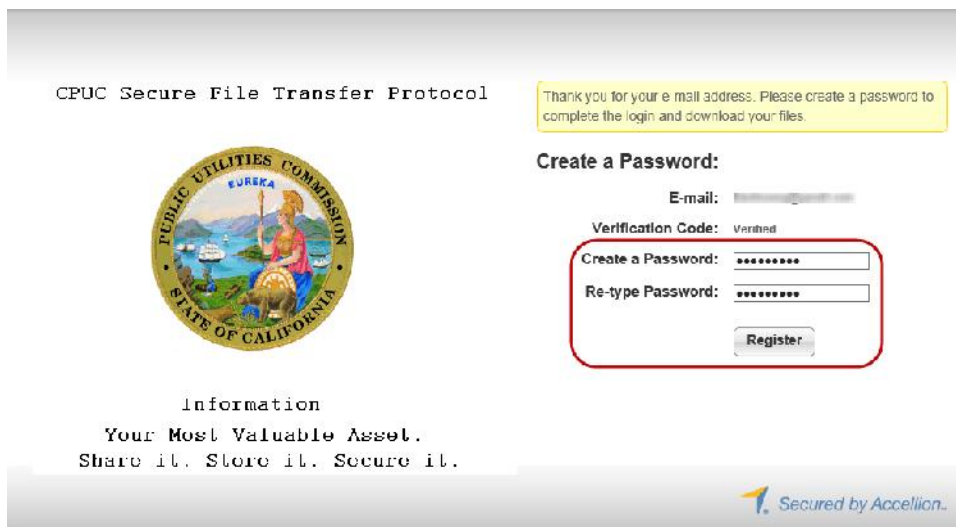 CPUC Secure File Transfer Protocol
PUBLIC UTILITIES COMMISSION
EUREKA
STATE OF CALIFORNIA
Information
Your Most Valuable Asset.
Share it. Store it. Secure it.
Thank you for your e-mail address. Please create a password to
complete the login and download your files.
Create a Password:
E-mail:
Verification Code: Verified
Create a Password: •••••••••
Re-type Password: •••••••••
Register
Secured by Accellion™